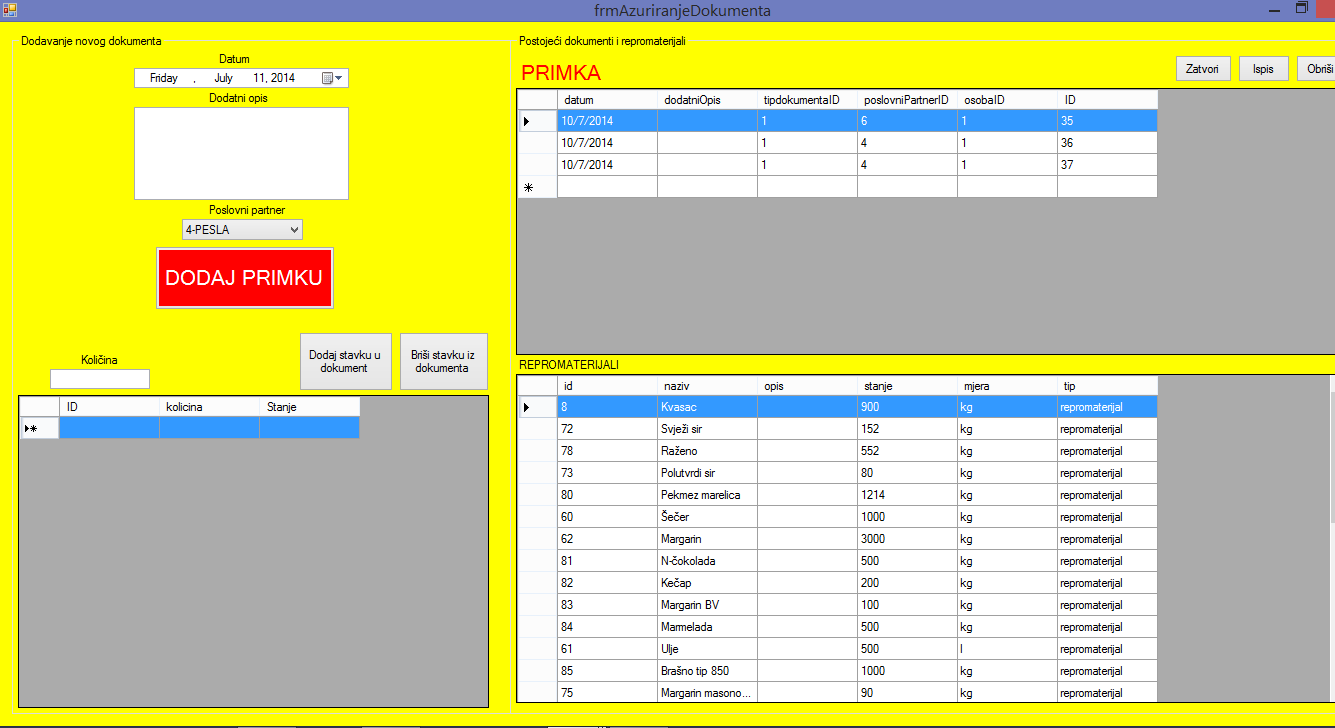 frmAzuriranjeDokumenta
Dodavanje novog dokumenta
Datum
Friday , July 11, 2014
Dodatni opis
Poslovni partner
4-PESLA
DODAJ PRIMKU
Količina
Dodaj stavku u
dokument
Briši stavku iz
dokumenta
ID kolicina Stanje
Postojeći dokumenti i repromaterijali
PRIMKA
Zatvori Ispis Obriši
datum dodatniOpis tipdokumentaID poslovniPartnerID osobaID ID
10/7/2014 1 6 1 35
10/7/2014 1 4 1 36
10/7/2014 1 4 1 37
REPROMATERIJALI
id naziv opis stanje mjera tip
8 Kvasac 900 kg repromaterijal
72 Svježi sir 152 kg repromaterijal
78 Raženo 552 kg repromaterijal
73 Polutvrdi sir 80 kg repromaterijal
80 Pekmez marelica 1214 kg repromaterijal
60 Šečer 1000 kg repromaterijal
62 Margarin 3000 kg repromaterijal
81 N-čokolada 500 kg repromaterijal
82 Kečap 200 kg repromaterijal
83 Margarin BV 100 kg repromaterijal
84 Marmelada 500 kg repromaterijal
61 Ulje 500 l repromaterijal
85 Brašno tip 850 1000 kg repromaterijal
75 Margarin masono... 90 kg repromaterijal